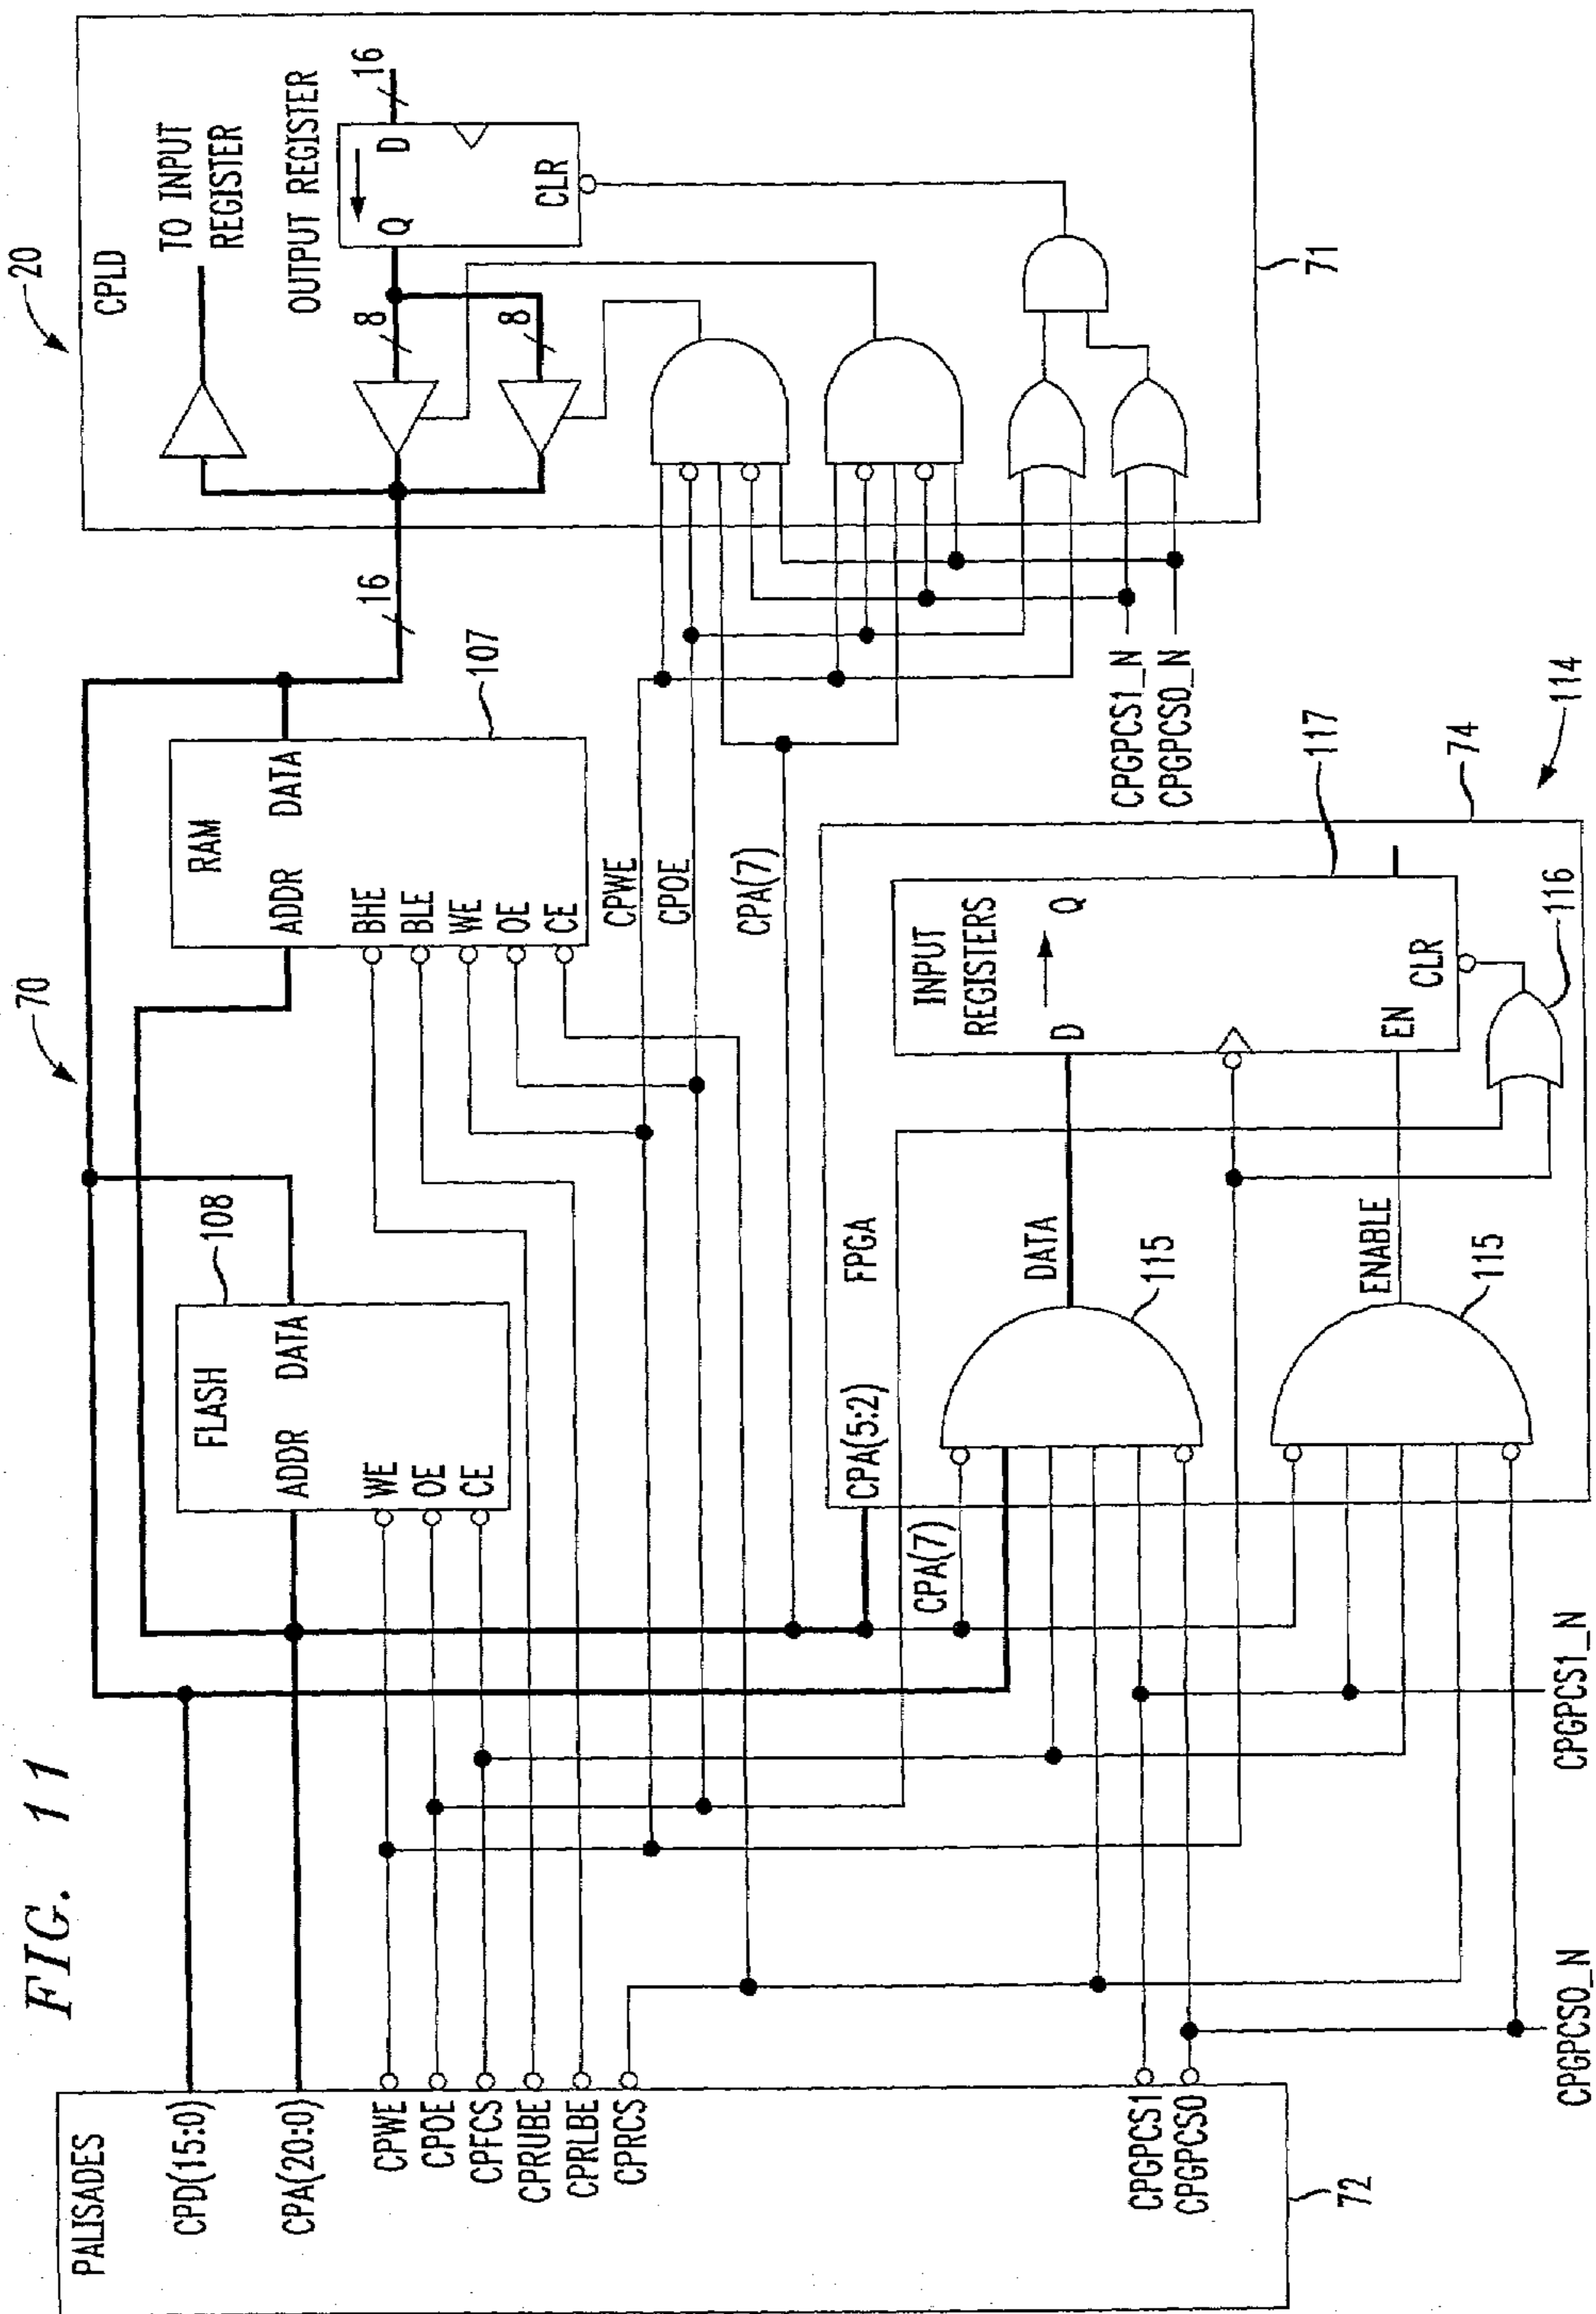 FIG. 11
70
20
PALISADES
CPD(15:0)
CPA(20:0)
CPWE
CPOE
CPFCS
CPRUBE
CPRLBE
CPRCS
CPGPCS1
CPGPCS0
72
FLASH
108
ADDR
DATA
WE
OE
CE
RAM
107
ADDR
DATA
BHE
BLE
WE
OE
CE
16
CPWE
CPOE
CPA(7)
CPLD
TO INPUT
REGISTER
OUTPUT REGISTER
16
Q
D
CLR
8
8
71
CPGPCS1_N
CPGPCS0_N
FPGA
CPA(5:2)
CPA(7)
DATA
115
ENABLE
115
INPUT
REGISTERS
D
Q
EN
CLR
117
116
74
114
CPGPCS1_N
CPGPCS0_N